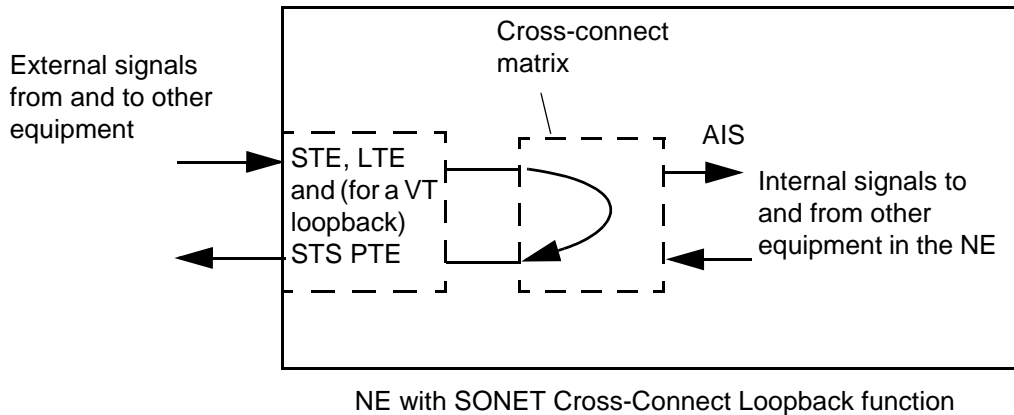 Cross-connect
matrix
External signals
from and to other
equipment
STE, LTE
and (for a VT
loopback)
STS PTE
AIS
Internal signals to
and from other
equipment in the NE
NE with SONET Cross-Connect Loopback function